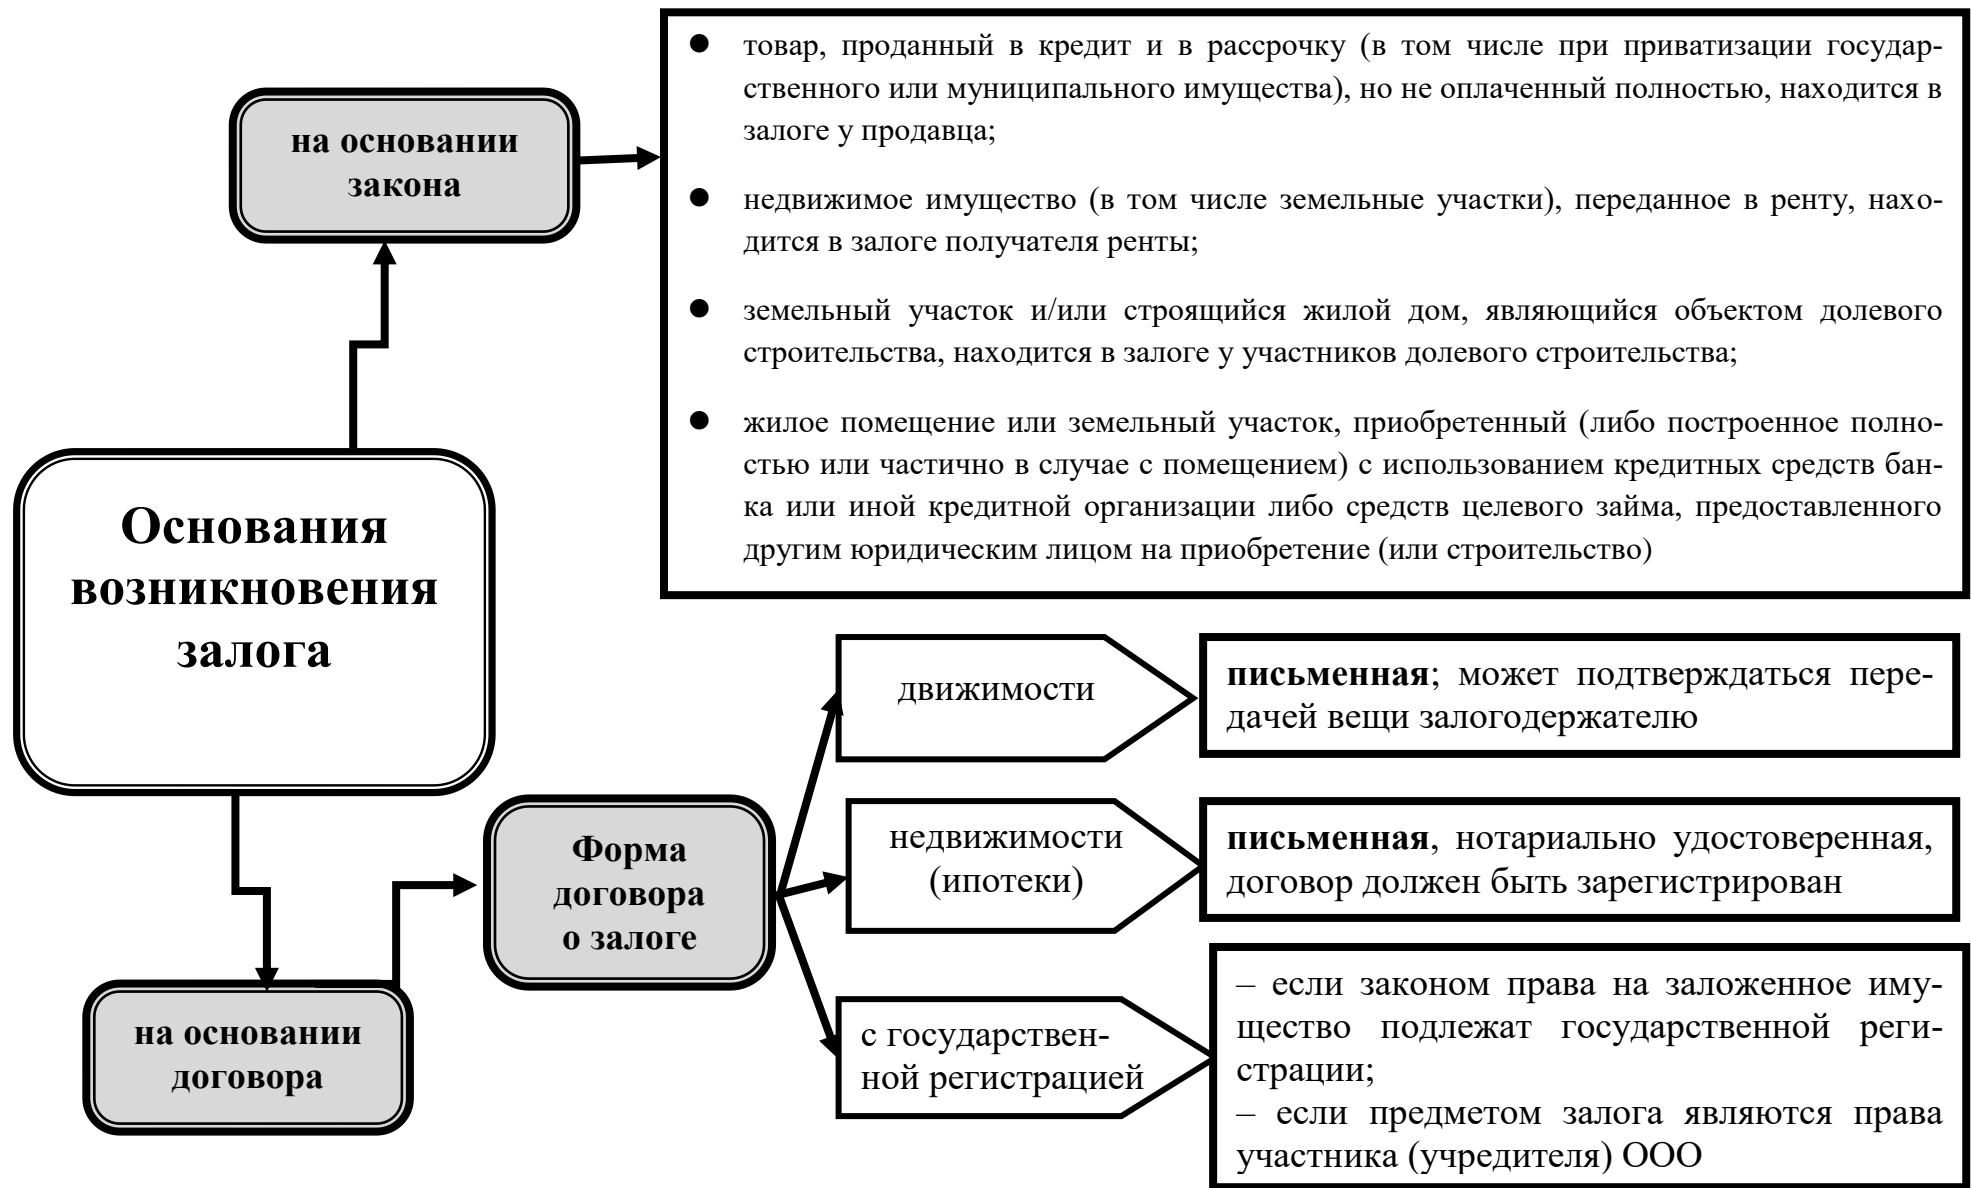 на основании
закона
● товар, проданный в кредит и в рассрочку (в том числе при приватизации государ-
ственного или муниципального имущества), но не оплаченный полностью, находится в
залоге у продавца;
● недвижимое имущество (в том числе земельные участки), переданное в ренту, нахо-
дится в залоге получателя ренты;
● земельный участок и/или строящийся жилой дом, являющийся объектом долевого
строительства, находится в залоге у участников долевого строительства;
● жилое помещение или земельный участок, приобретенный (либо построенное полно-
стью или частично в случае с помещением) с использованием кредитных средств бан-
ка или иной кредитной организации либо средств целевого займа, предоставленного
другим юридическим лицом на приобретение (или строительство)
Основания
возникновения
залога
на основании
договора
Форма
договора
о залоге
движимости
письменная; может подтверждаться пере-
дачей вещи залогодержателю
недвижимости
(ипотеки)
письменная, нотариально удостоверенная,
договор должен быть зарегистрирован
с государствен-
ной регистрацией
– если законом права на заложенное иму-
щество подлежат государственной реги-
страции;
– если предметом залога являются права
участника (учредителя) ООО